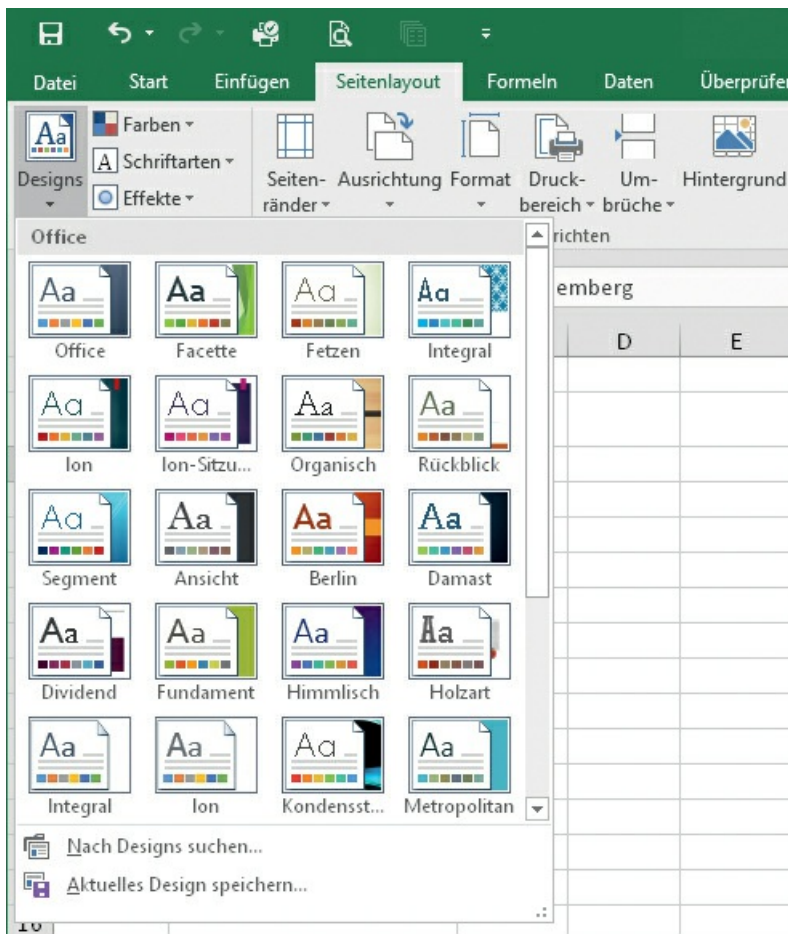 Datei Start Einfügen Seitenlayout Formeln Daten Überprüfe
Designs
Farben
Schriftarten
Effekte
Seiten-
ränder
Ausrichtung
Format
Druck-
bereich
Um-
brüche
Hintergrund
richten
Office
emberg
D E
Aa Aa Aa Aa
Office Facette Fetzen Integral
Aa Aa Aa Aa
Ion Ion-Sitzu... Organisch Rückblick
Aa Aa Aa Aa
Segment Ansicht Berlin Damast
Aa Aa Aa Aa
Dividend Fundament Himmlisch Holzart
Aa Aa Aa Aa
Integral Ion Kondensst... Metropolitan
Nach Designs suchen...
Aktuelles Design speichern...
16